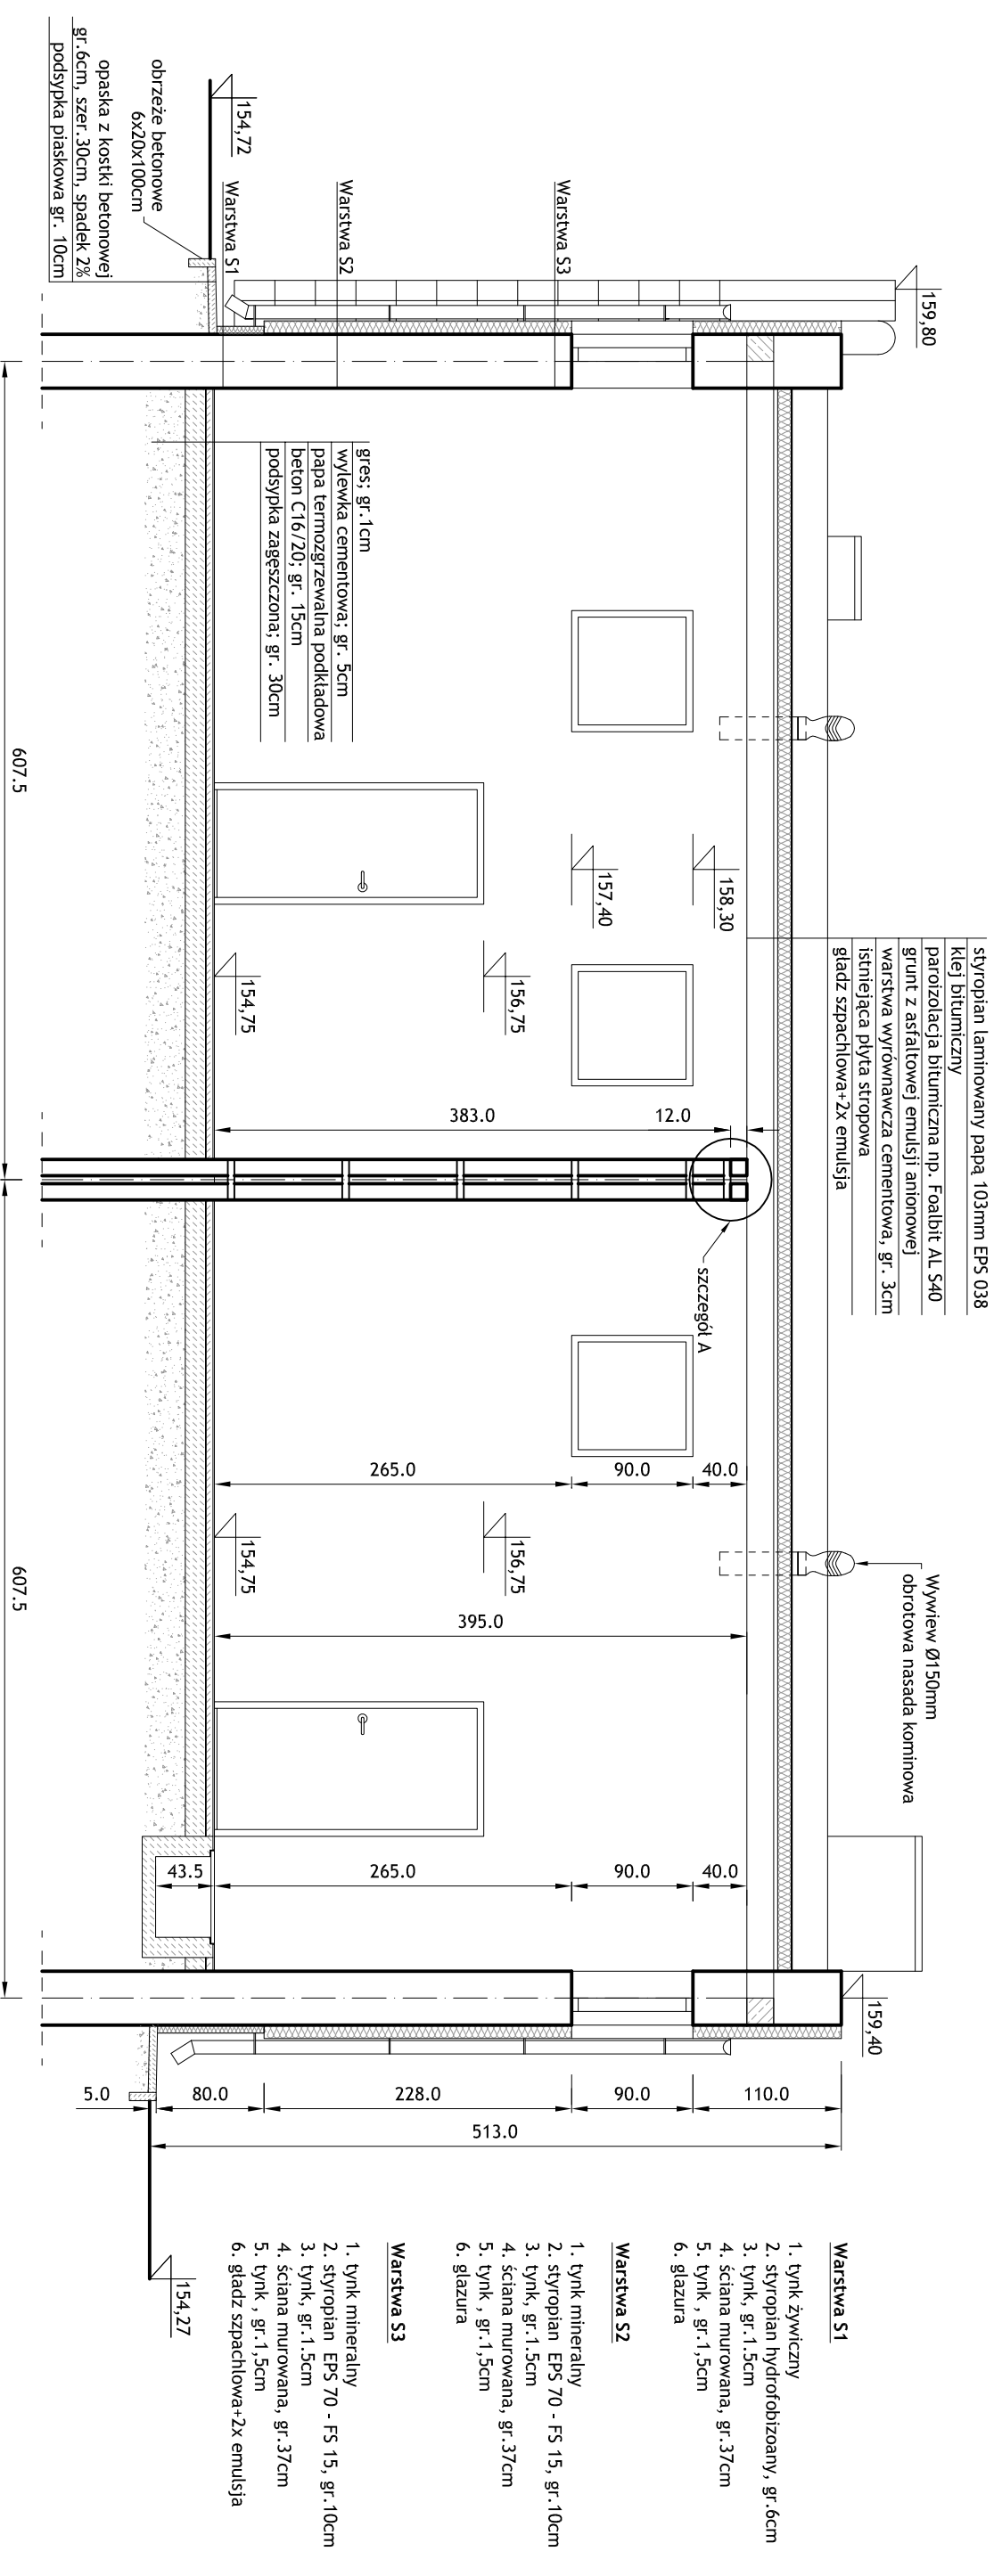 159,80
154,72
Warstwa S3
Warstwa S2
Warstwa S1
obrzeże betonowe
6x20x100cm
opaska z kostki betonowej
gr.6cm, szer.30cm, spadek 2%
podsypka piaskowa gr. 10cm
gres; gr.1cm
wylewka cementowa; gr. 5cm
papa termozgrzewalna podkładowa
beton C16/20; gr. 15cm
podsypka zagęszczona; gr. 30cm
styropian laminowany papą 103mm EPS 038
klej bitumiczny
paroizolacja bitumiczna np. Foalbit AL S40
grunt z asfaltowej emulsji anionowej
warstwa wyrównawcza cementowa, gr. 3cm
istniejąca płyta stropowa
gładz szpachlowa+2x emulsja
158,30
157,40
156,75
154,75
383.0
12.0
szczegół A
265.0
90.0
40.0
156,75
154,75
395.0
Wywiew Ø150mm
obrotowa nasada kominowa
43.5
265.0
90.0
40.0
159,40
5.0
80.0
228.0
90.0
110.0
513.0
154,27
607.5
607.5
Warstwa S1
1. tynk żywiczny
2. styropian hydrofobizoany, gr.6cm
3. tynk, gr.1.5cm
4. ściana murowana, gr.37cm
5. tynk , gr.1,5cm
6. glazura
Warstwa S2
1. tynk mineralny
2. styropian EPS 70 - FS 15, gr.10cm
3. tynk, gr.1.5cm
4. ściana murowana, gr.37cm
5. tynk , gr.1,5cm
6. glazura
Warstwa S3
1. tynk mineralny
2. styropian EPS 70 - FS 15, gr.10cm
3. tynk, gr.1.5cm
4. ściana murowana, gr.37cm
5. tynk , gr.1,5cm
6. gładz szpachlowa+2x emulsja